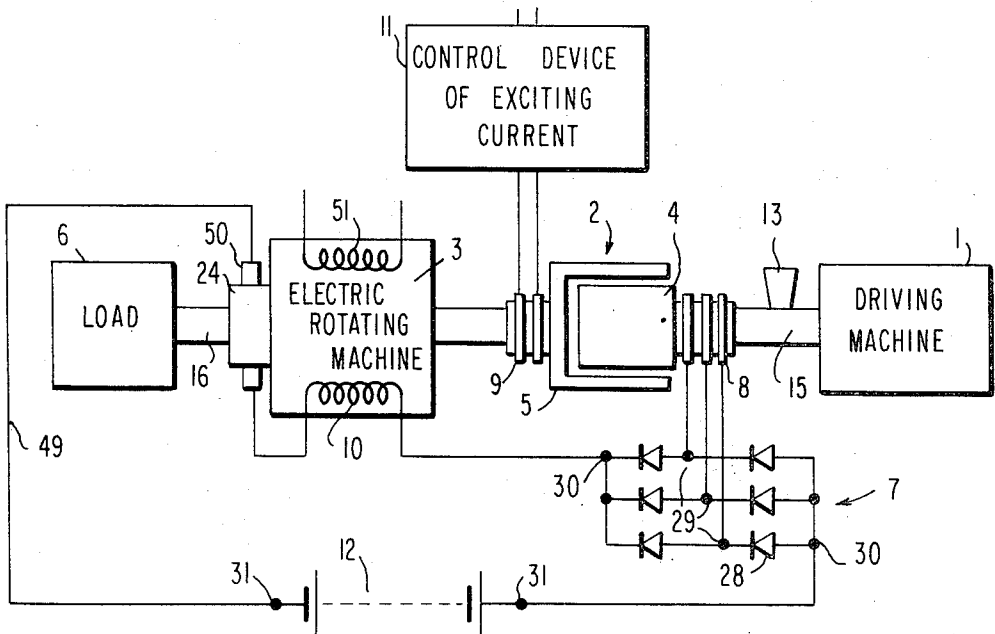 11
CONTROL DEVICE
OF EXCITING
CURRENT
6
LOAD
16
24
50
51
3
ELECTRIC
ROTATING
MACHINE
10
9
2
4
5
8
13
15
1
DRIVING
MACHINE
49
30
29
7
28
30
31
12
31